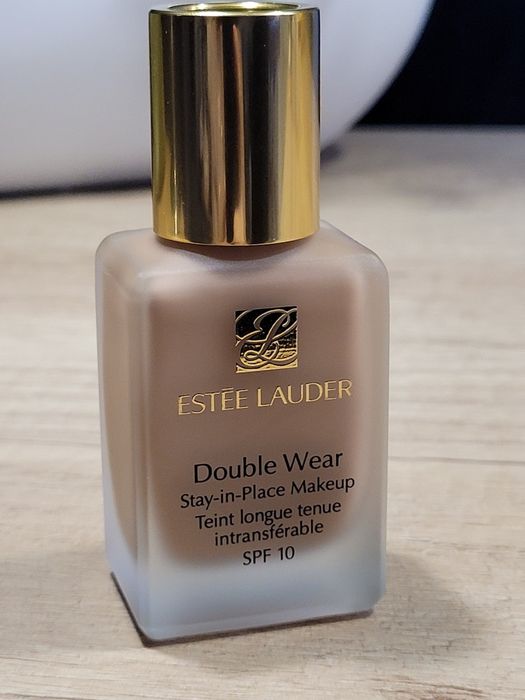 ESTĒE LAUDER
Double Wear
Stay-in-Place Makeup
Teint longue tenue
intransférable
SPF 10